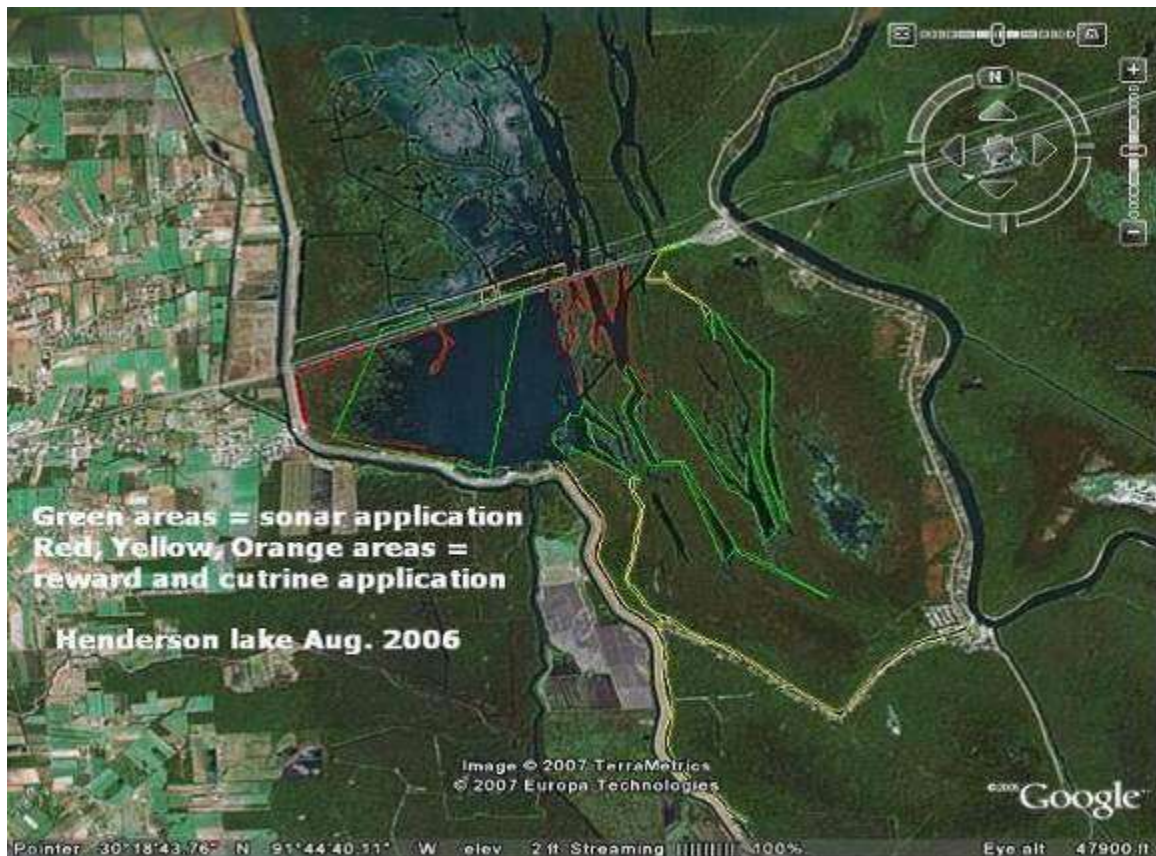 N
Green areas = sonar application
Red, Yellow, Orange areas =
reward and cutrine application
Henderson lake Aug. 2006
Image © 2007 TerraMetrics
© 2007 Europa Technologies
©2005 Google
Pointer 30°18'43.76" N 91°44'40.11" W elev 2 ft Streaming |||||||||| 100% Eye alt 47900 ft